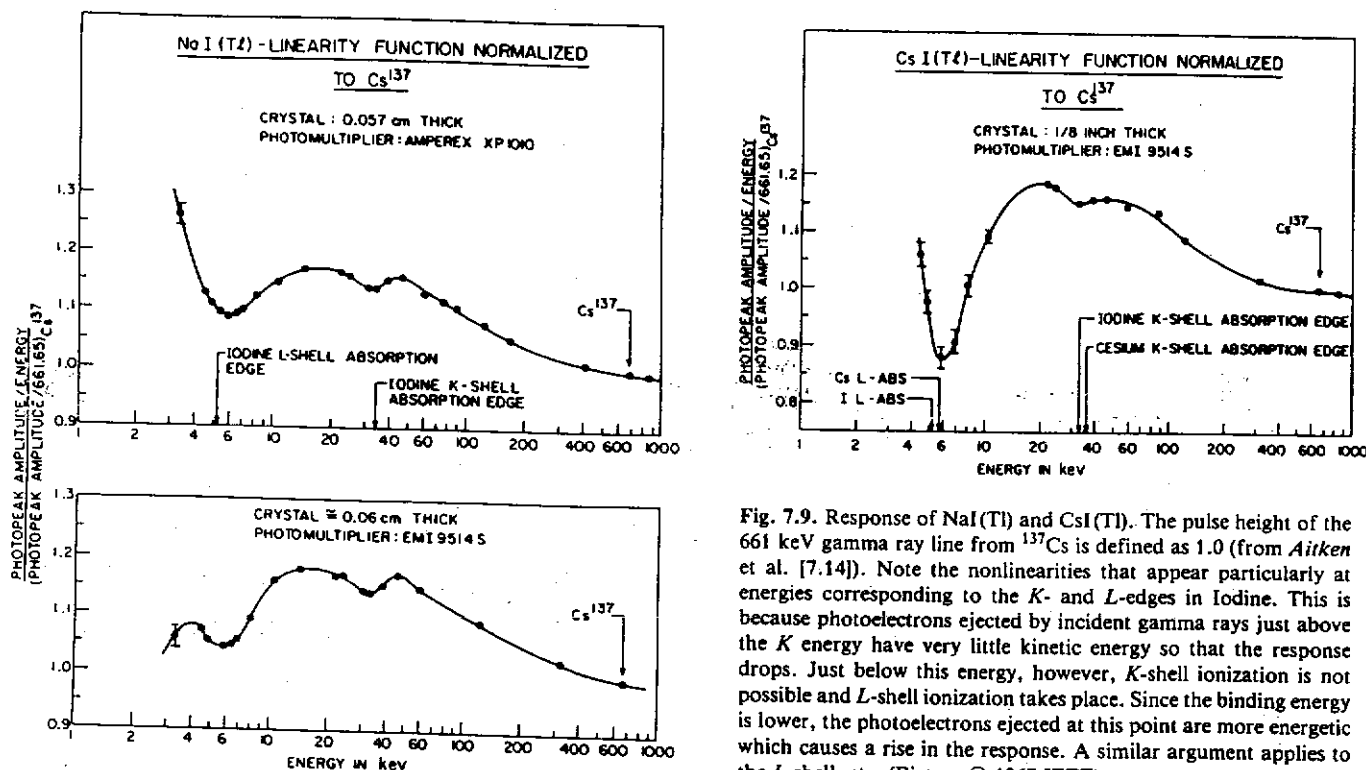 Na I (Tℓ) - LINEARITY FUNCTION NORMALIZED
TO Cs¹³⁷
CRYSTAL : 0.057 cm THICK
PHOTOMULTIPLIER : AMPEREX XP 1010
PHOTOPEAK AMPLITUDE / ENERGY
(PHOTOPEAK AMPLITUDE / 661.65) Cs¹³⁷
1.3
1.2
1.1
1.0
0.9
Cs¹³⁷
IODINE L-SHELL ABSORPTION
EDGE
IODINE K-SHELL
ABSORPTION EDGE
1 2 4 6 10 20 40 60 100 200 400 600 1000
CRYSTAL ≅ 0.06 cm THICK
PHOTOMULTIPLIER : EMI 9514 S
1.3
1.2
1.1
1.0
0.9
Cs¹³⁷
1 2 4 6 10 20 40 60 100 200 400 600 1000
ENERGY IN keV
Cs I (Tℓ) - LINEARITY FUNCTION NORMALIZED
TO Cs¹³⁷
CRYSTAL : 1/8 INCH THICK
PHOTOMULTIPLIER : EMI 9514 S
PHOTOPEAK AMPLITUDE / ENERGY
(PHOTOPEAK AMPLITUDE / 661.65) Cs¹³⁷
1.2
1.1
1.0
0.9
0.8
Cs¹³⁷
IODINE K-SHELL ABSORPTION EDGE
CESIUM K-SHELL ABSORPTION EDGE
Cs L-ABS
I L-ABS
1 2 4 6 10 20 40 60 100 200 400 600 1000
ENERGY IN keV
Fig. 7.9. Response of NaI(Tl) and CsI(Tl). The pulse height of the
661 keV gamma ray line from ¹³⁷Cs is defined as 1.0 (from Aitken
et al. [7.14]). Note the nonlinearities that appear particularly at
energies corresponding to the K- and L-edges in Iodine. This is
because photoelectrons ejected by incident gamma rays just above
the K energy have very little kinetic energy so that the response
drops. Just below this energy, however, K-shell ionization is not
possible and L-shell ionization takes place. Since the binding energy
is lower, the photoelectrons ejected at this point are more energetic
which causes a rise in the response. A similar argument applies to